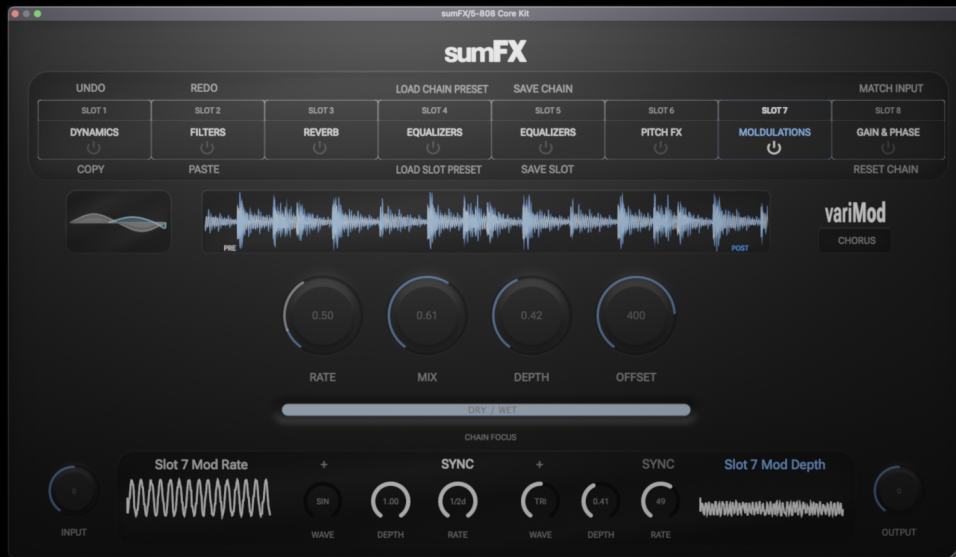 sumFX/5-808 Core Kit
sumFX
UNDO REDO LOAD CHAIN PRESET SAVE CHAIN MATCH INPUT
SLOT 1 SLOT 2 SLOT 3 SLOT 4 SLOT 5 SLOT 6 SLOT 7 SLOT 8
DYNAMICS FILTERS REVERB EQUALIZERS EQUALIZERS PITCH FX MOLDULATIONS GAIN & PHASE
COPY PASTE LOAD SLOT PRESET SAVE SLOT RESET CHAIN
variMod
CHORUS
PRE POST
0.50 0.61 0.42 400
RATE MIX DEPTH OFFSET
DRY / WET
CHAIN FOCUS
Slot 7 Mod Rate + SYNC + SYNC Slot 7 Mod Depth
0 SIN 1.00 1/2d TRI 0.41 49 0
INPUT WAVE DEPTH RATE WAVE DEPTH RATE OUTPUT